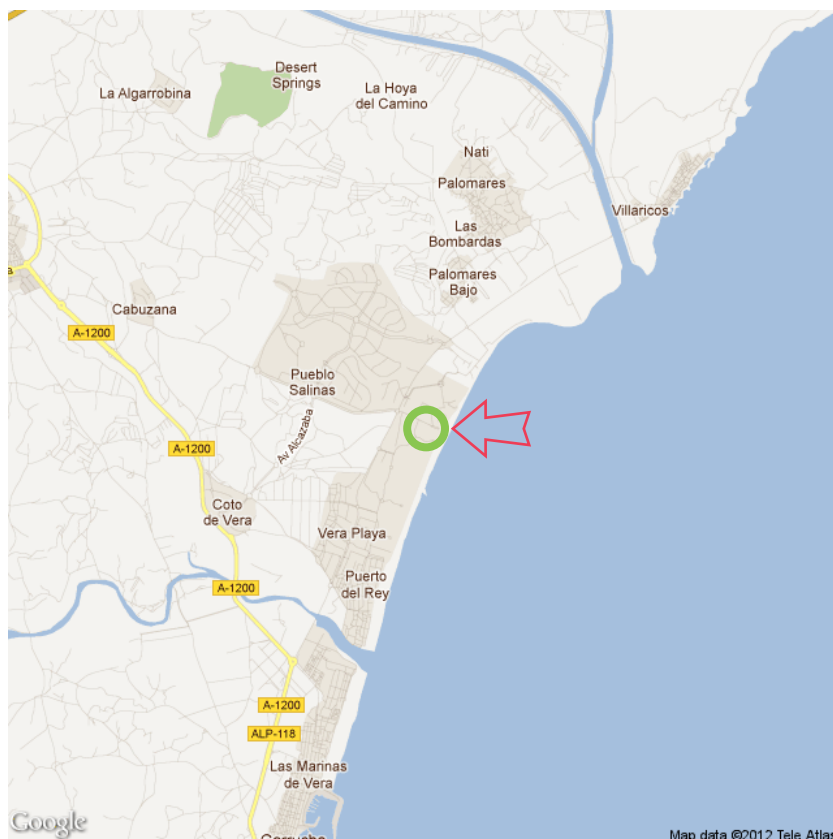 Desert
Springs
La Algarrobina
La Hoya
del Camino
Nati
Palomares
Villaricos
Las
Bombardas
Palomares
Bajo
a
Cabuzana
A-1200
Pueblo
Salinas
Av Alcazaba
A-1200
Coto
de Vera
Vera Playa
Puerto
del Rey
A-1200
A-1200
ALP-118
Las Marinas
de Vera
Google
Map data ©2012 Tele Atlas